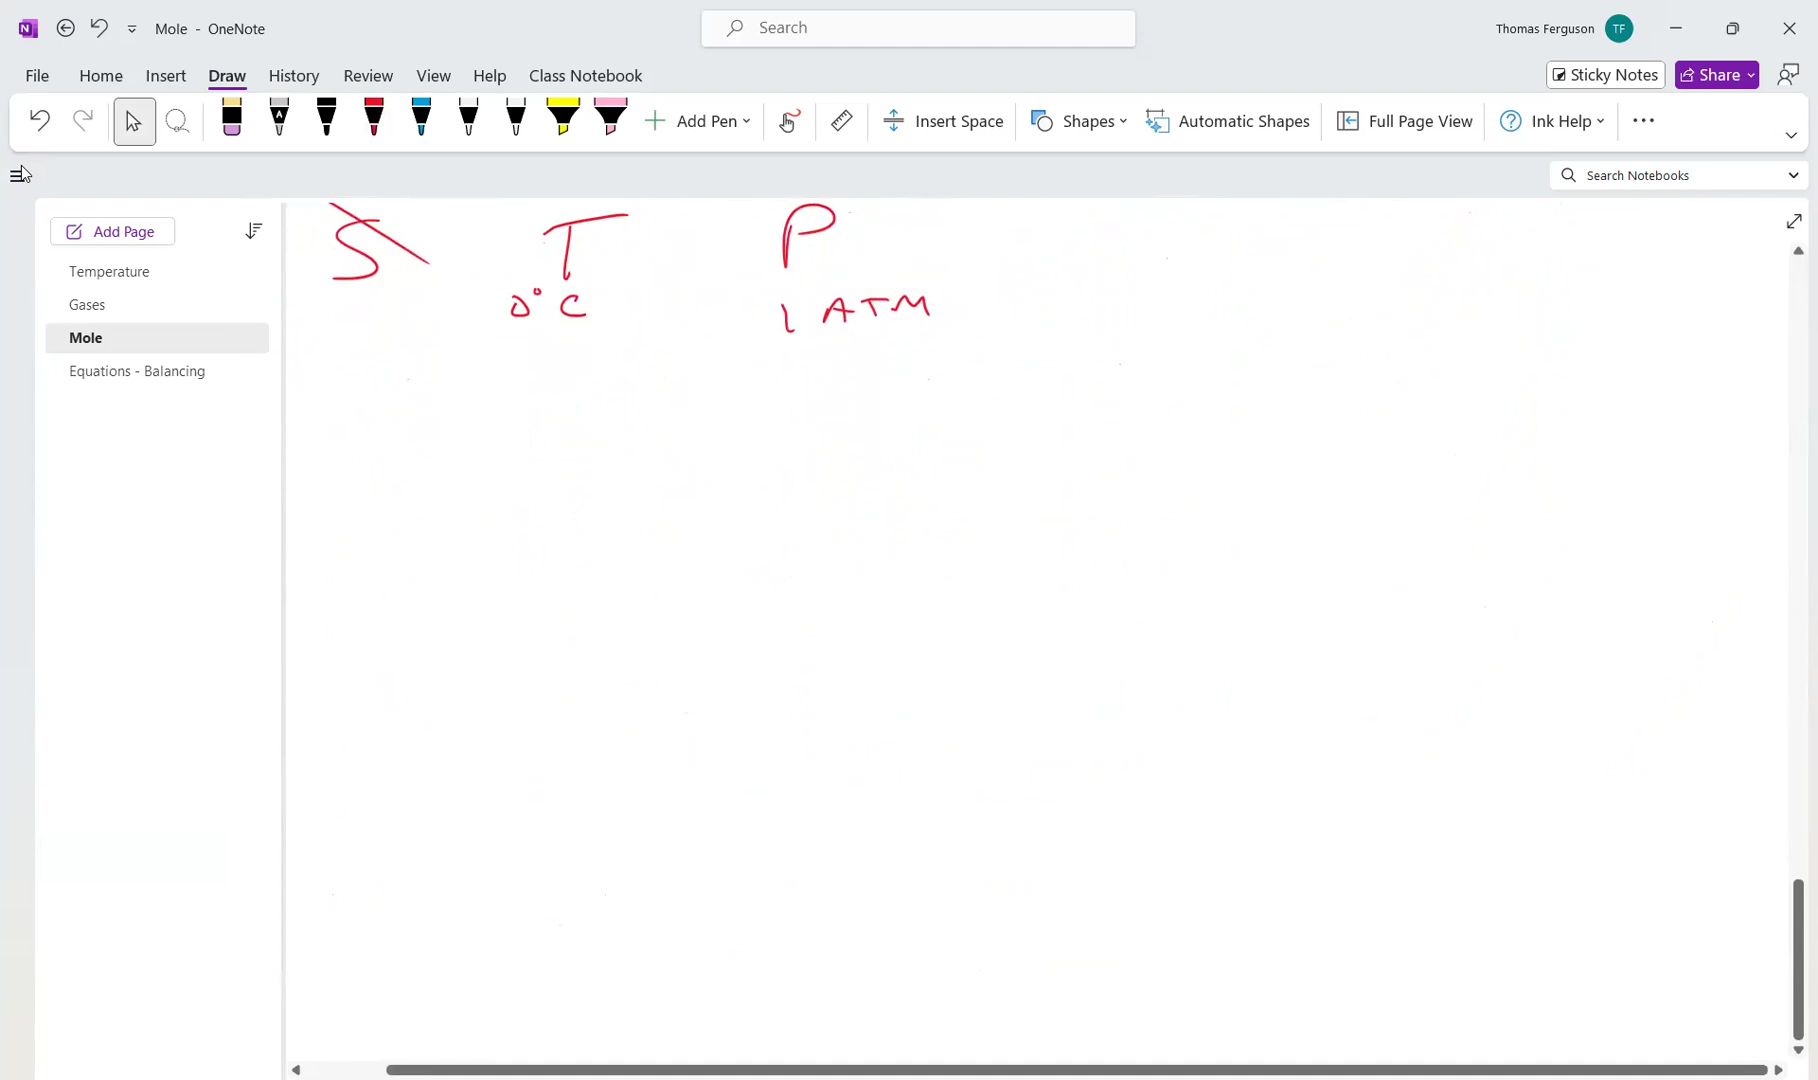 Mole - OneNote
Search
Thomas Ferguson TF
File Home Insert Draw History Review View Help Class Notebook
Sticky Notes Share
A Add Pen Insert Space Shapes Automatic Shapes Full Page View Ink Help
Search Notebooks
Add Page
Temperature
Gases
Mole
Equations - Balancing
S T P
0° C 1 ATM